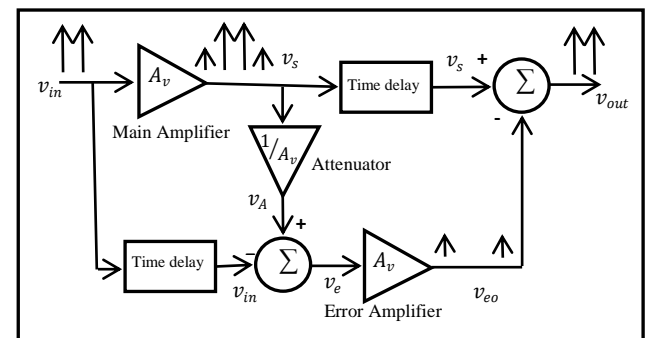 v_in
A_v
v_s
Time delay
v_s
+
Σ
v_out
-
Main Amplifier
1/A_v
Attenuator
v_A
+
Time delay
−
Σ
v_in
v_e
A_v
v_eo
Error Amplifier